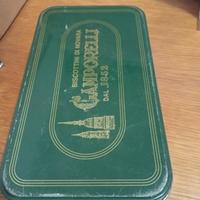 BISCOTTINI DI NOVARA
CAMPORELLI
DAL 1852